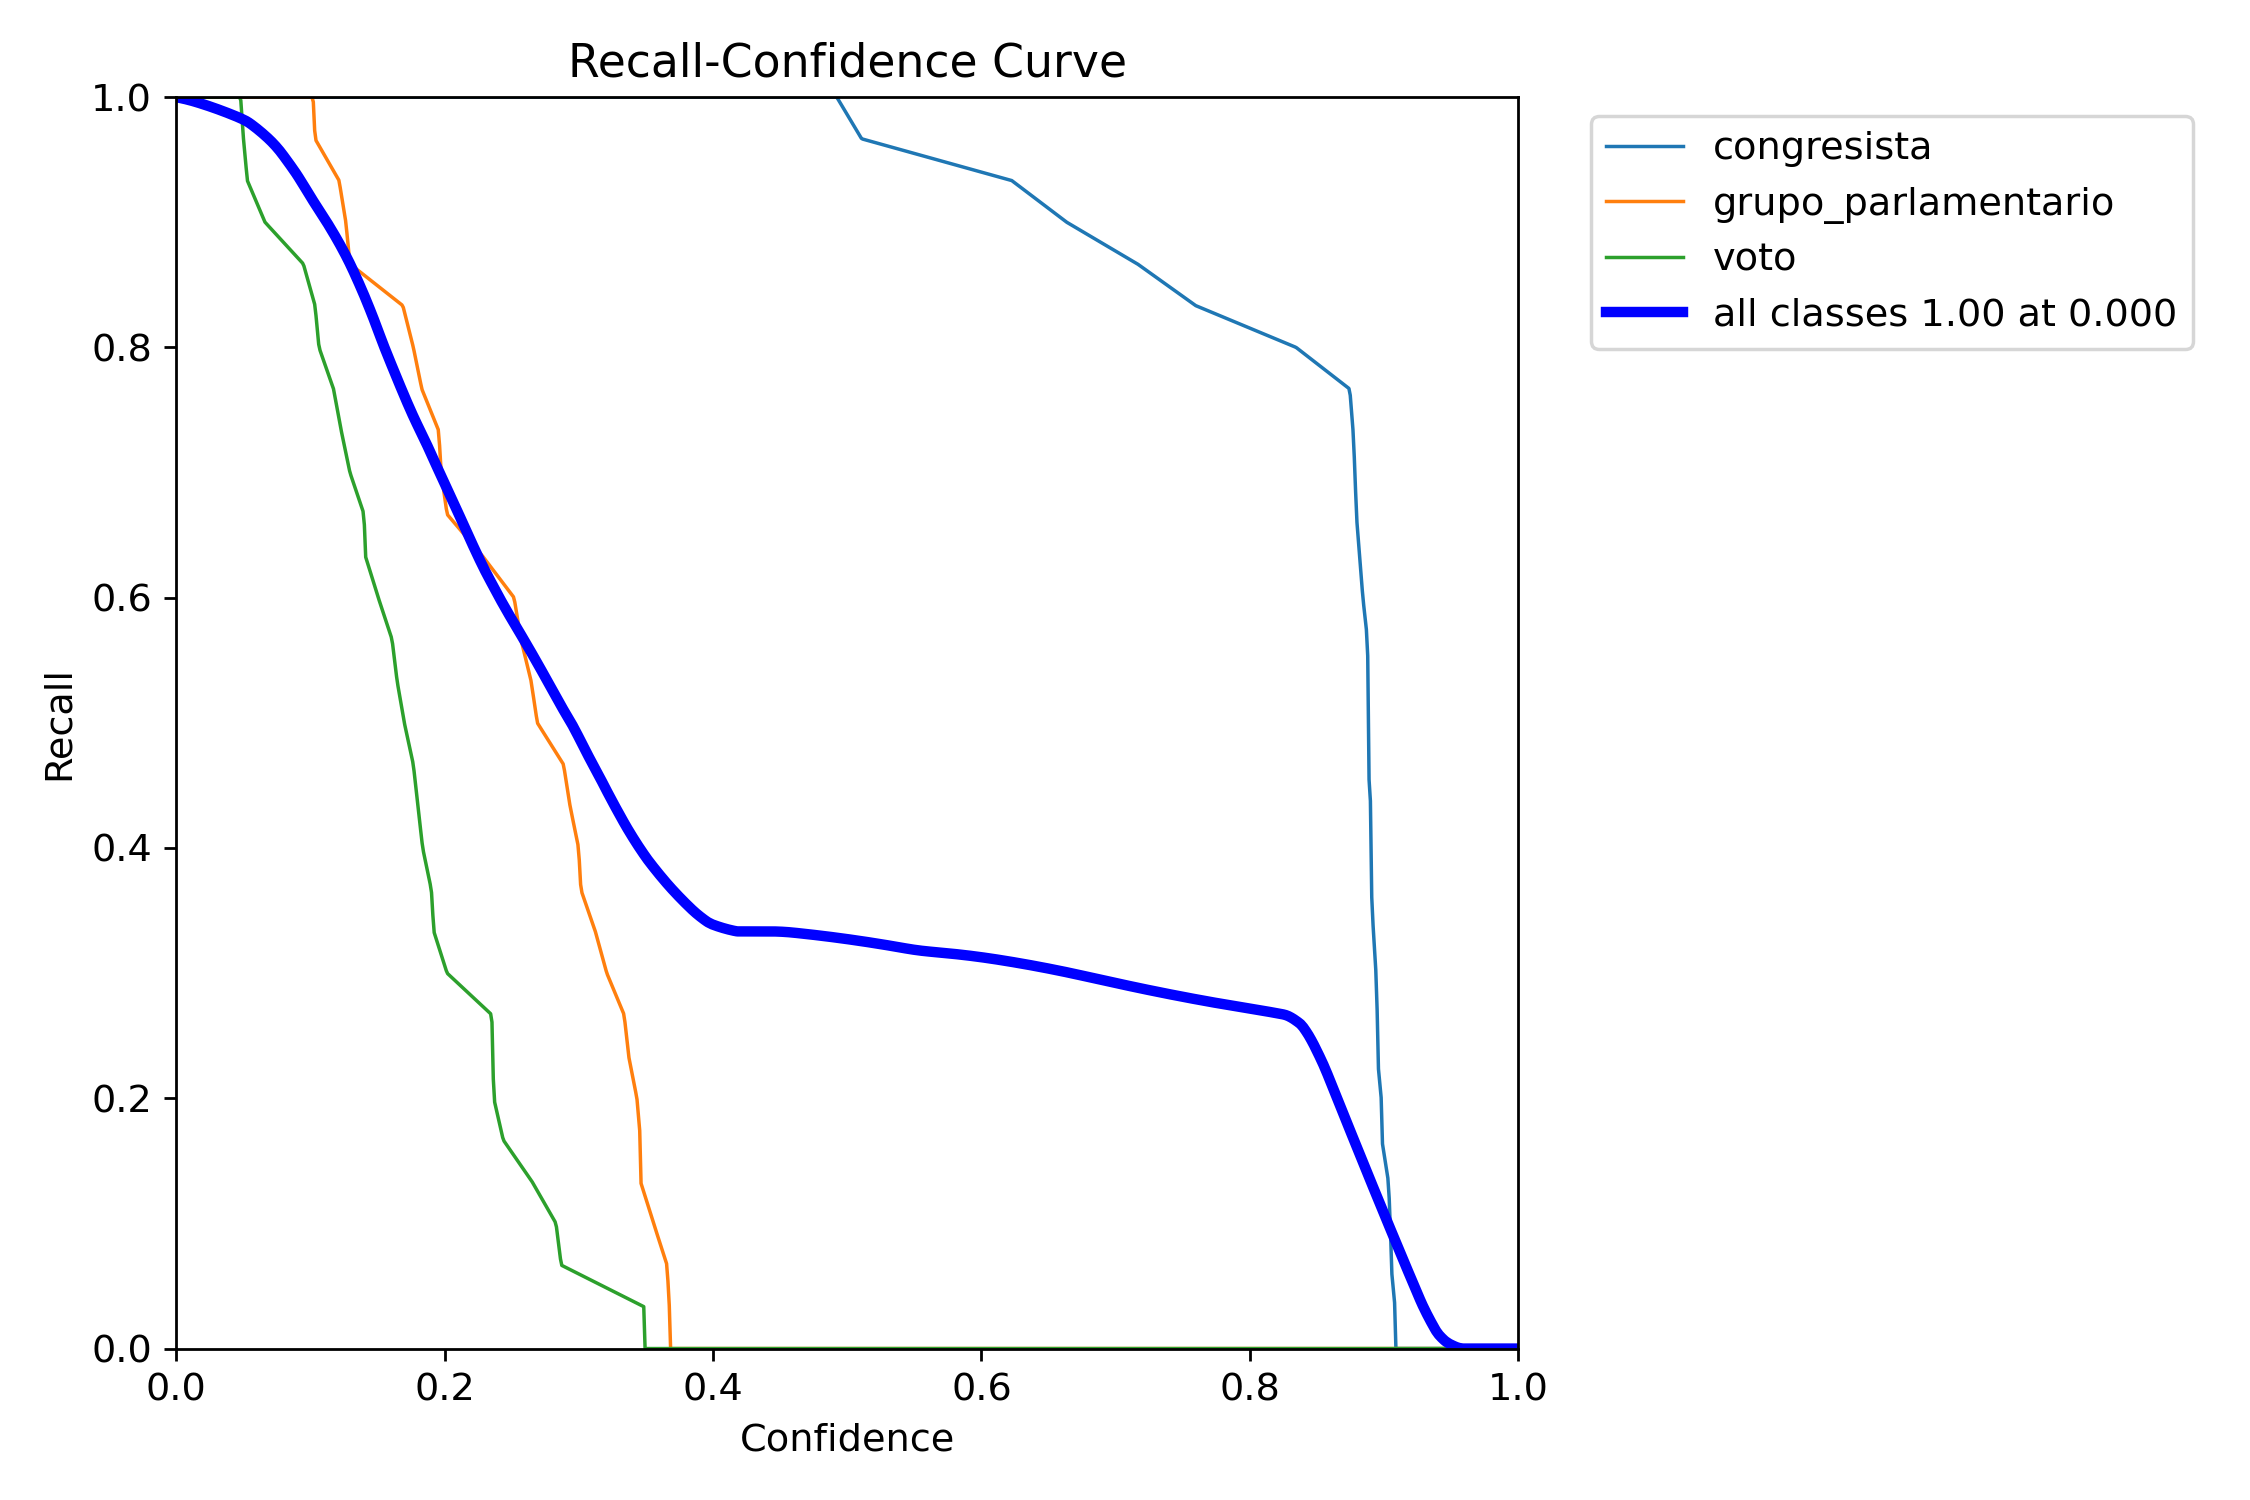 Recall-Confidence Curve
1.0
0.8
0.6
0.4
0.2
0.0
Recall
0.0 0.2 0.4 0.6 0.8 1.0
Confidence
congresista
grupo_parlamentario
voto
all classes 1.00 at 0.000